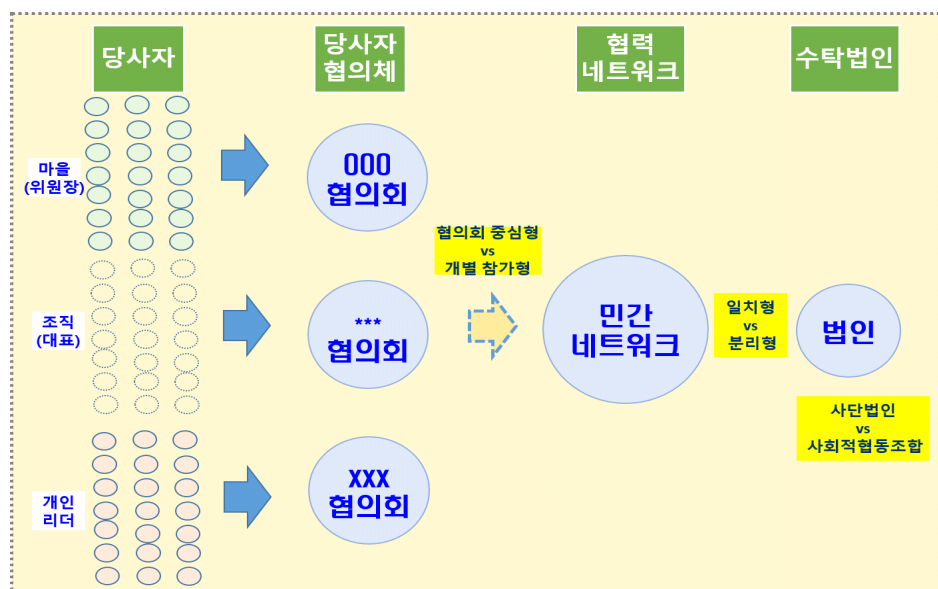 당사자
당사자
협의체
협력
네트워크
수탁법인
마을
(위원장)
OOO
협의회
협의회 중심형
vs
개별 참가형
조직
(대표)
***
협의회
민간
네트워크
일치형
vs
분리형
법인
사단법인
vs
사회적협동조합
개인
리더
XXX
협의회